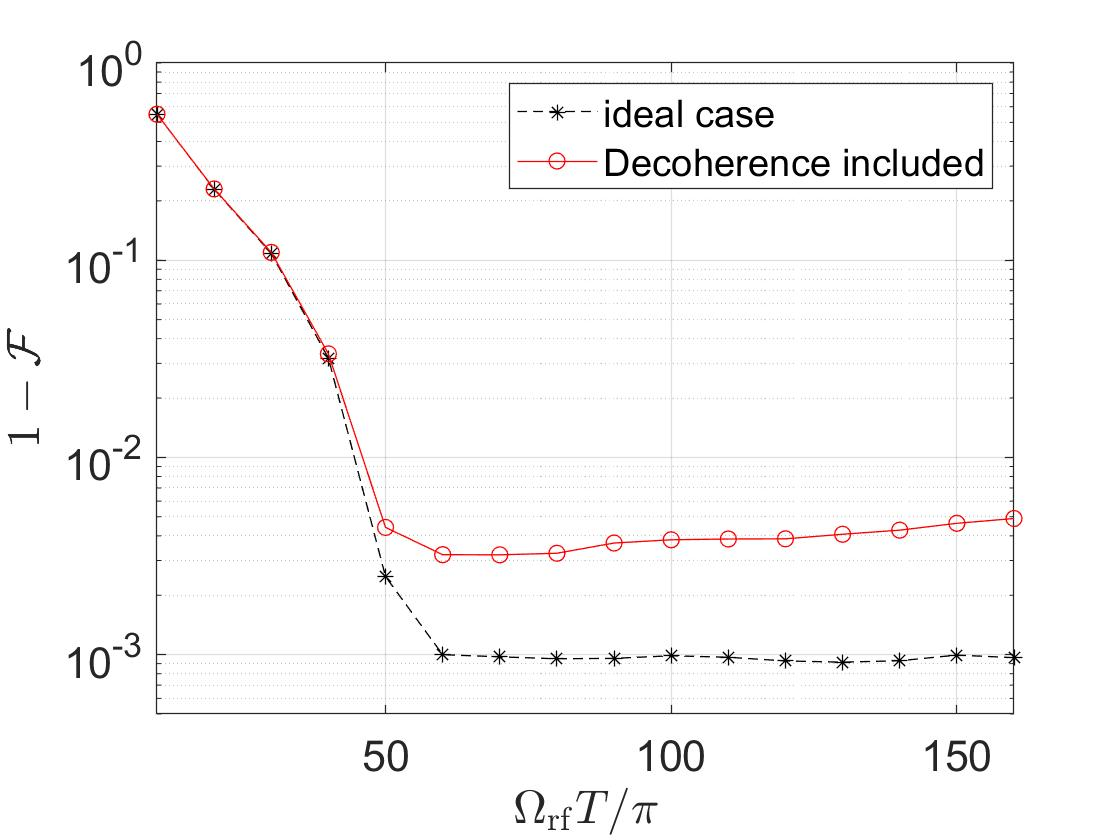 10^0
10^-1
10^-2
10^-3
1 − ℱ
ideal case
Decoherence included
50 100 150
Ω_rf T/π